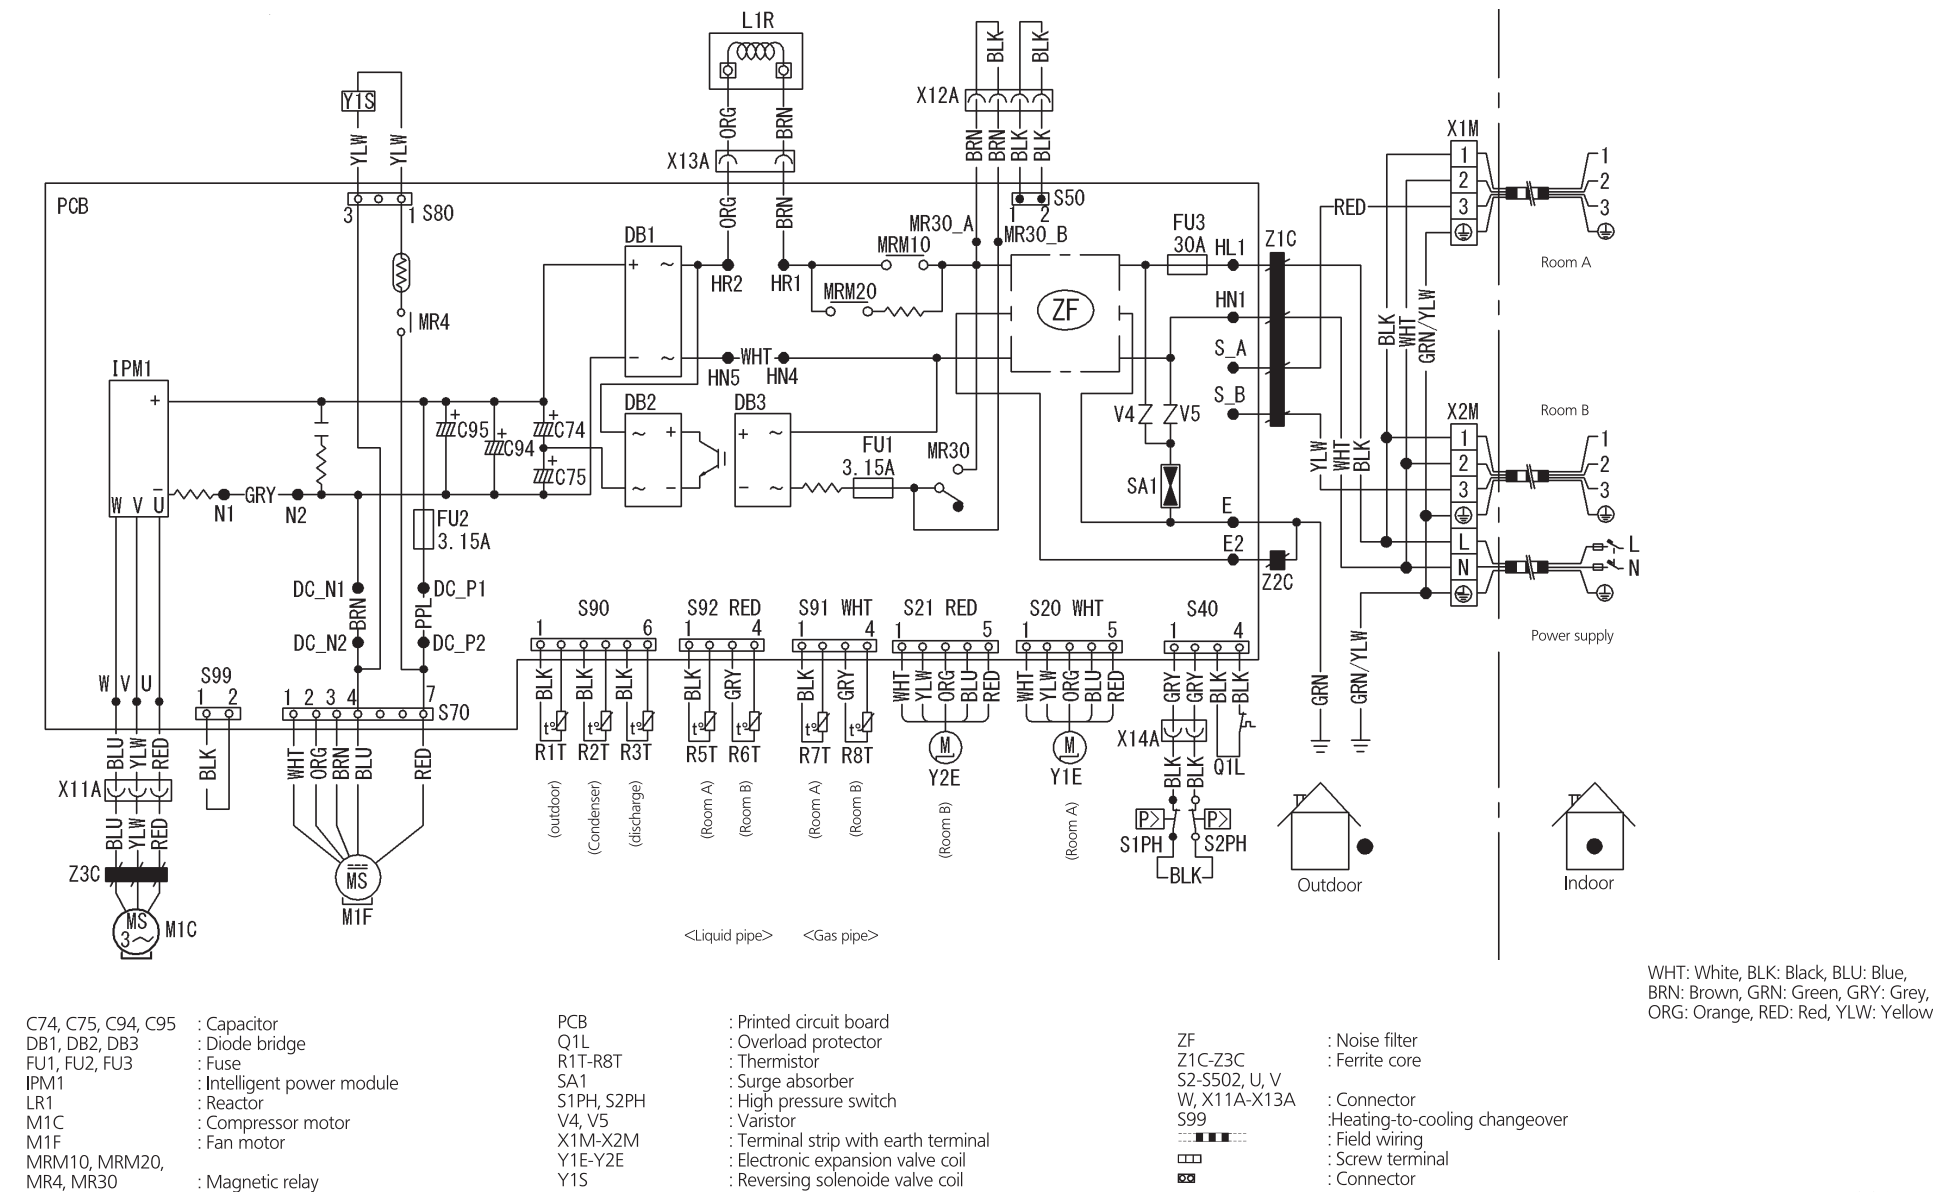 L1R
X12A
BLK
BLK
Y1S
ORG
BRN
YLW
YLW
X13A
BRN
BRN
BLK
BLK
X1M
1
2
3
1
2
3
Room A
PCB
3
1
S80
ORG
BRN
S50
1
2
RED
DB1
MR30_A
MR30_B
FU3
30A
HL1
Z1C
MRM10
+
~
HR2
HR1
MRM20
ZF
HN1
MR4
S_A
BLK
WHT
GRN/YLW
-
~
WHT
HN5
HN4
IPM1
+
DB2
DB3
S_B
V4
V5
X2M
Room B
+
C95
+
C94
+
C74
+
C75
~
+
~
-
+
~
-
~
FU1
3.15A
MR30
YLW
WHT
BLK
1
2
3
1
2
3
SA1
-
W V U
N1
GRY
N2
FU2
3.15A
E
E2
L
N
L
N
DC_N1
DC_P1
BRN
PPL
DC_N2
DC_P2
Z2C
Power supply
S90
1
6
S92 RED
1
4
S91 WHT
1
4
S21 RED
1
5
S20 WHT
1
5
S40
1
4
W V U
S99
1
2
1 2 3 4
7
S70
BLK
BLK
BLK
BLK
GRY
BLK
GRY
WHT
YLW
ORG
BLU
RED
WHT
YLW
ORG
BLU
RED
GRY
GRY
BLK
BLK
GRN
GRN/YLW
t°
t°
t°
t°
t°
t°
t°
R1T
R2T
R3T
R5T
R6T
R7T
R8T
M
Y2E
M
Y1E
X14A
Q1L
BLU
YLW
RED
BLK
WHT
ORG
BRN
BLU
RED
BLK
BLK
X11A
BLU
YLW
RED
(outdoor)
(Condenser)
(discharge)
(Room A)
(Room B)
(Room A)
(Room B)
(Room B)
(Room A)
P>
P>
S1PH
S2PH
BLK
Z3C
MS
M1F
MS
3~
M1C
Outdoor
Indoor
<Liquid pipe>
<Gas pipe>
WHT: White, BLK: Black, BLU: Blue,
BRN: Brown, GRN: Green, GRY: Grey,
ORG: Orange, RED: Red, YLW: Yellow
C74, C75, C94, C95 : Capacitor
DB1, DB2, DB3 : Diode bridge
FU1, FU2, FU3 : Fuse
IPM1 : Intelligent power module
LR1 : Reactor
M1C : Compressor motor
M1F : Fan motor
MRM10, MRM20,
MR4, MR30 : Magnetic relay
PCB : Printed circuit board
Q1L : Overload protector
R1T-R8T : Thermistor
SA1 : Surge absorber
S1PH, S2PH : High pressure switch
V4, V5 : Varistor
X1M-X2M : Terminal strip with earth terminal
Y1E-Y2E : Electronic expansion valve coil
Y1S : Reversing solenoide valve coil
ZF : Noise filter
Z1C-Z3C : Ferrite core
S2-S502, U, V
W, X11A-X13A : Connector
S99 :Heating-to-cooling changeover
: Field wiring
: Screw terminal
: Connector